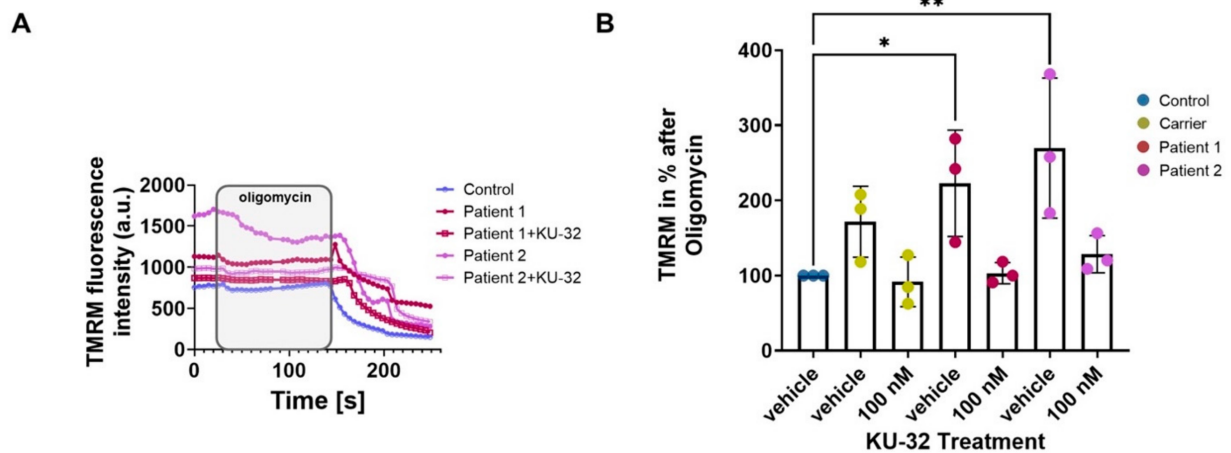 A
TMRM fluorescence
intensity (a.u.)
2000
1500
1000
500
0
oligomycin
0
100
200
Time [s]
Control
Patient 1
Patient 1+KU-32
Patient 2
Patient 2+KU-32
B
TMRM in % after
Oligomycin
400
300
200
100
0
**
*
vehicle
vehicle
100 nM
vehicle
100 nM
vehicle
100 nM
KU-32 Treatment
Control
Carrier
Patient 1
Patient 2